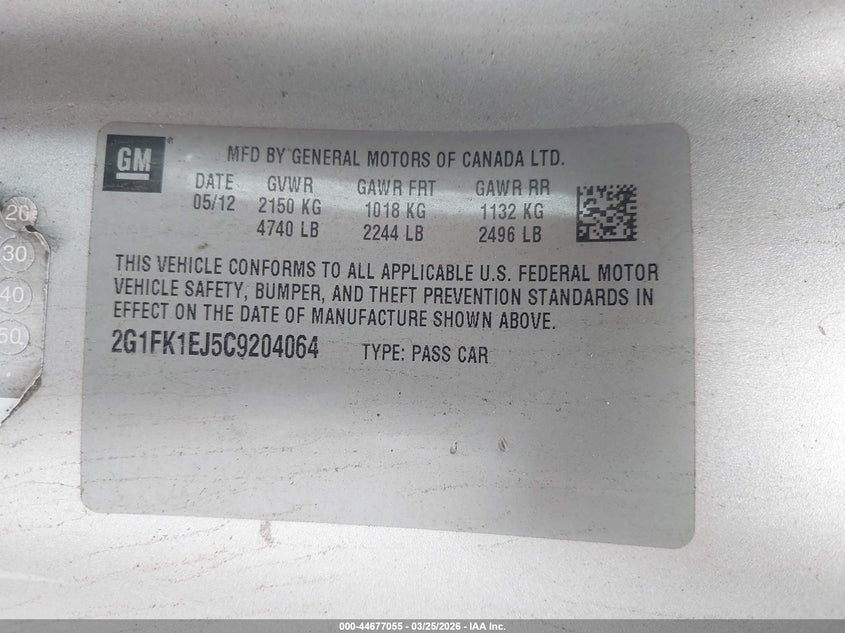 GM ®
MFD BY GENERAL MOTORS OF CANADA LTD.
DATE GVWR GAWR FRT GAWR RR
05/12 2150 KG 1018 KG 1132 KG
4740 LB 2244 LB 2496 LB
THIS VEHICLE CONFORMS TO ALL APPLICABLE U.S. FEDERAL MOTOR
VEHICLE SAFETY, BUMPER, AND THEFT PREVENTION STANDARDS IN
EFFECT ON THE DATE OF MANUFACTURE SHOWN ABOVE.
2G1FK1EJ5C9204064 TYPE: PASS CAR
20
30
40
50
000-44677055 — 03/25/2026 — IAA Inc.